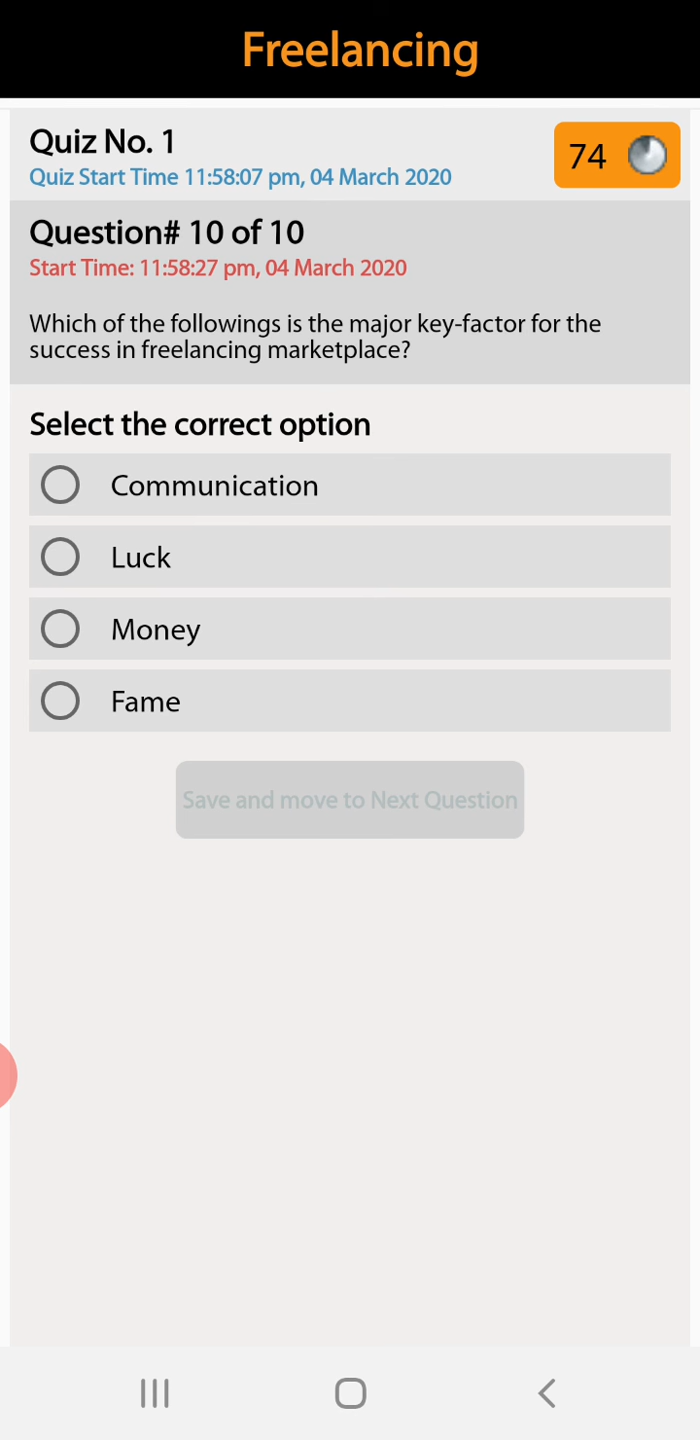 Freelancing
Quiz No. 1
74
Quiz Start Time 11:58:07 pm, 04 March 2020
Question# 10 of 10
Start Time: 11:58:27 pm, 04 March 2020
Which of the followings is the major key-factor for the
success in freelancing marketplace?
Select the correct option
Communication
Luck
Money
Fame
Save and move to Next Question